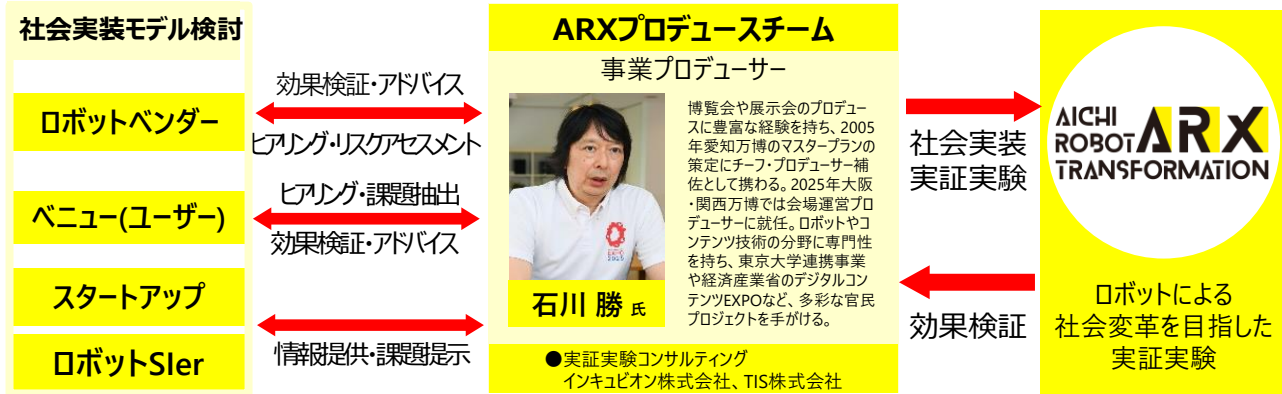 社会実装モデル検討
ロボットベンダー
ベニュー(ユーザー)
スタートアップ
ロボットSIer
効果検証・アドバイス
ヒアリング・リスクアセスメント
ヒアリング・課題抽出
効果検証・アドバイス
情報提供・課題提示
ARXプロデュースチーム
事業プロデューサー
EXPO
2025
石川 勝 氏
博覧会や展示会のプロデュー
スに豊富な経験を持ち、2005
年愛知万博のマスタープランの
策定にチーフ・プロデューサー補
佐として携わる。2025年大阪
・関西万博では会場運営プロ
デューサーに就任。ロボットやコ
ンテンツ技術の分野に専門性
を持ち、東京大学連携事業
や経済産業省のデジタルコン
テンツEXPOなど、多彩な官民
プロジェクトを手がける。
●実証実験コンサルティング
インキュビオン株式会社、TIS株式会社
社会実装
実証実験
効果検証
AICHI
ROBOT ARX
TRANSFORMATION
ロボットによる
社会変革を目指した
実証実験